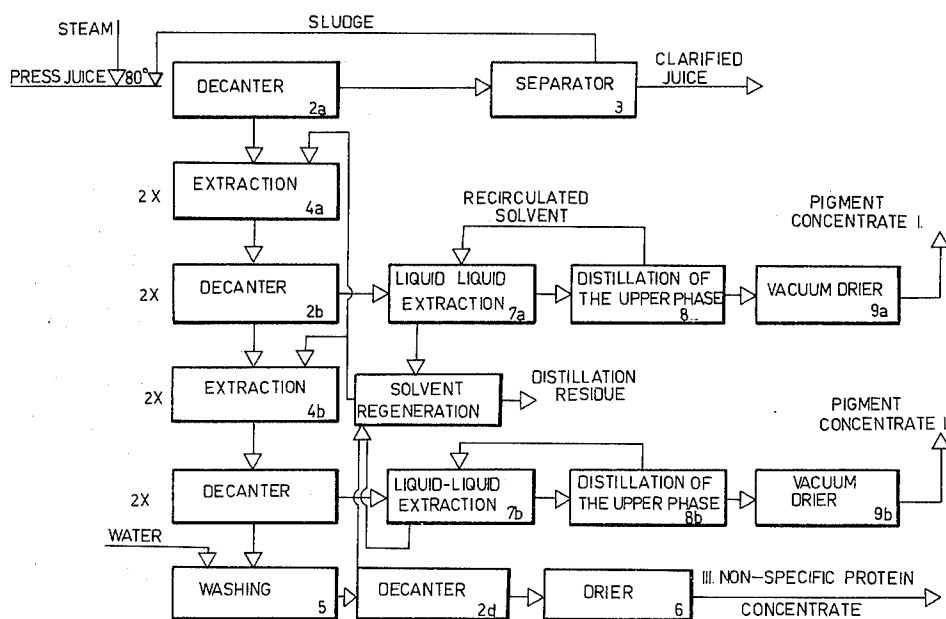 SLUDGE
STEAM
PRESS JUICE 80°
DECANTER
2a
SEPARATOR
3
CLARIFIED
JUICE
2X
EXTRACTION
4a
RECIRCULATED
SOLVENT
PIGMENT
CONCENTRATE I.
2X
DECANTER
2b
LIQUID LIQUID
EXTRACTION
7a
DISTILLATION OF
THE UPPER PHASE
8
VACUUM DRIER
9a
2X
EXTRACTION
4b
SOLVENT
REGENERATION
DISTILLATION
RESIDUE
PIGMENT
CONCENTRATE I
2X
DECANTER
LIQUID-LIQUID
EXTRACTION
7b
DISTILLATION OF
THE UPPER PHASE
8b
VACUUM
DRIER
9b
WATER
WASHING
5
DECANTER
2d
DRIER
6
III. NON-SPECIFIC PROTEIN
CONCENTRATE